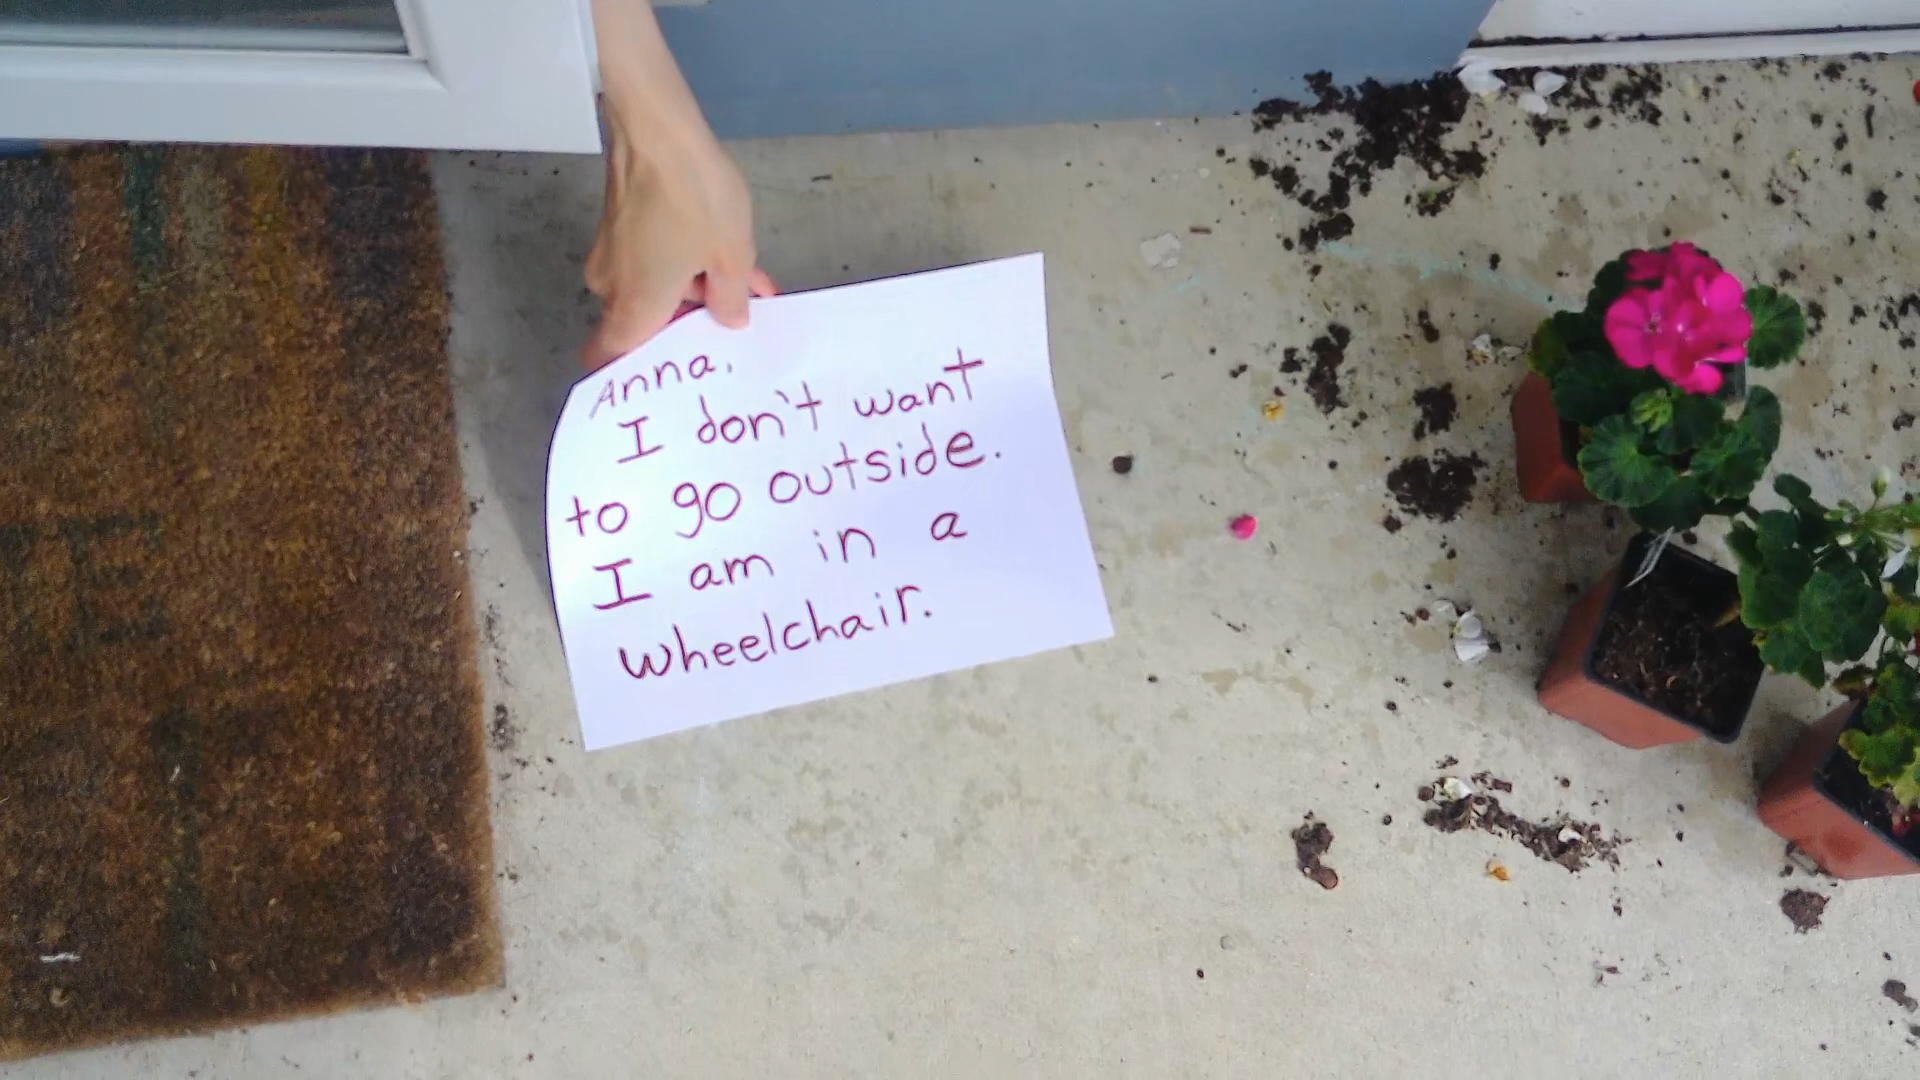 Anna,
I don't want
to go outside.
I am in a
wheelchair.